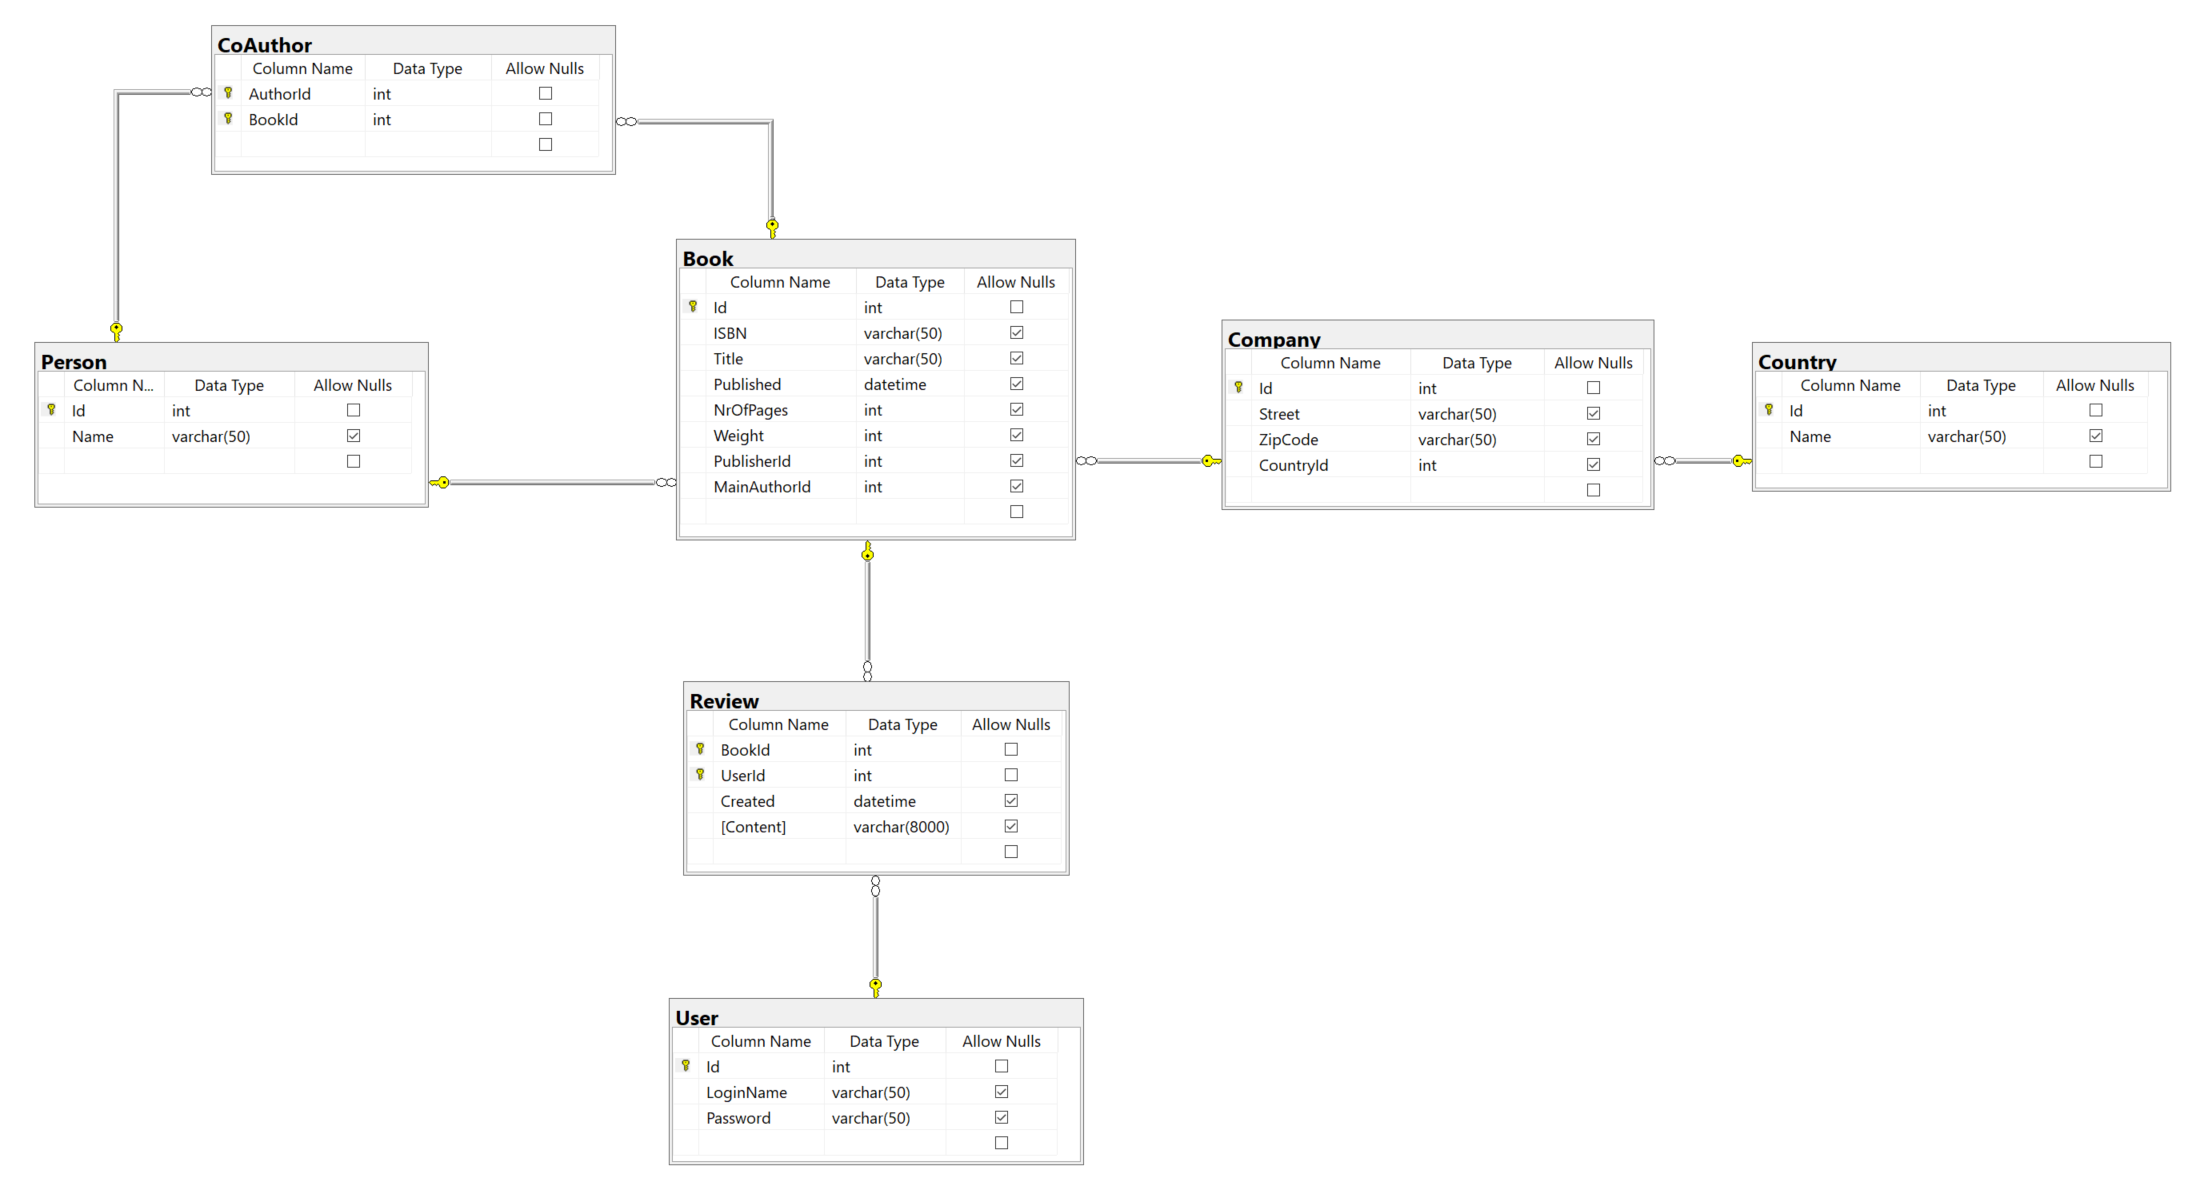 CoAuthor
Column Name Data Type Allow Nulls
AuthorId int
BookId int
Book
Column Name Data Type Allow Nulls
Id int
ISBN varchar(50)
Title varchar(50)
Published datetime
NrOfPages int
Weight int
PublisherId int
MainAuthorId int
Person
Column N... Data Type Allow Nulls
Id int
Name varchar(50)
Company
Column Name Data Type Allow Nulls
Id int
Street varchar(50)
ZipCode varchar(50)
CountryId int
Country
Column Name Data Type Allow Nulls
Id int
Name varchar(50)
Review
Column Name Data Type Allow Nulls
BookId int
UserId int
Created datetime
[Content] varchar(8000)
User
Column Name Data Type Allow Nulls
Id int
LoginName varchar(50)
Password varchar(50)